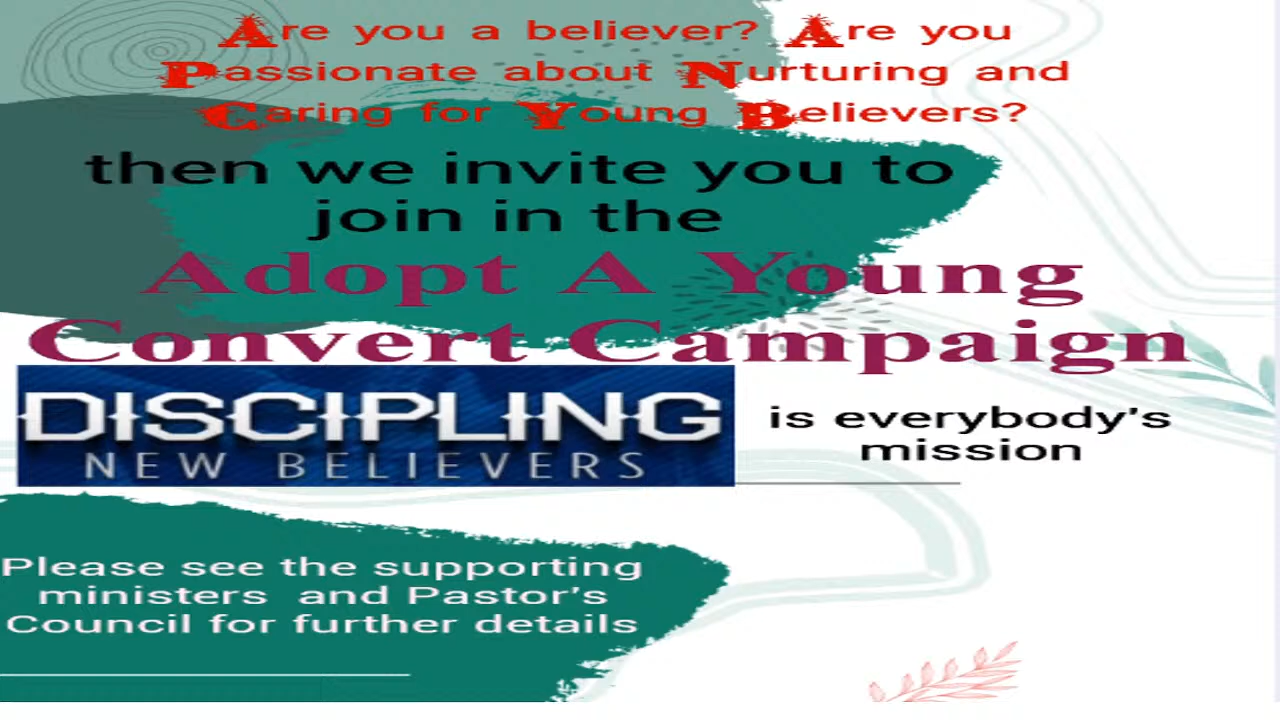 Are you a believer? Are you
Passionate about Nurturing and
Caring for Young Believers?
then we invite you to
join in the
Adopt A Young
Convert Campaign
DISCIPLING
NEW BELIEVERS
is everybody's
mission
Please see the supporting
ministers and Pastor's
Council for further details